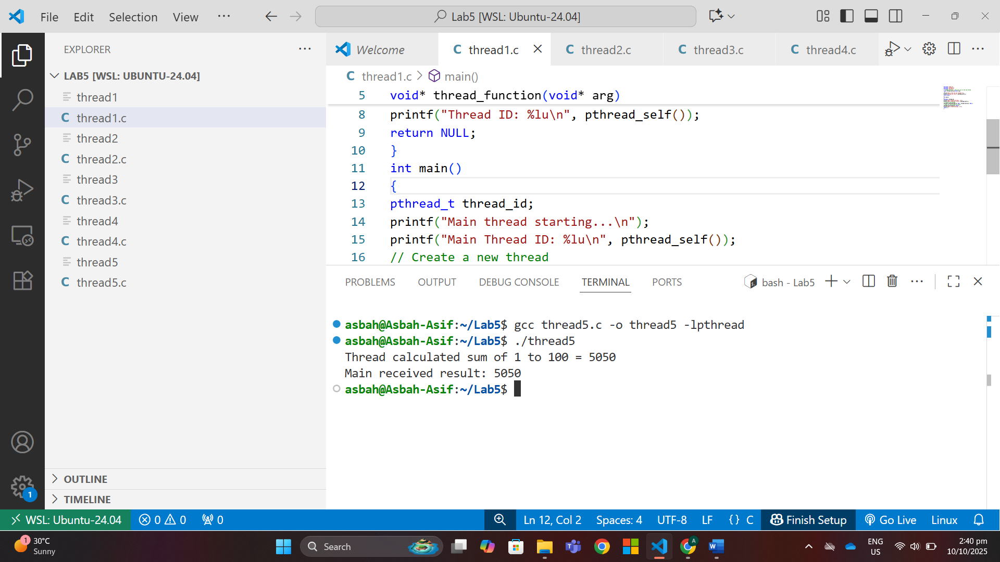 File Edit Selection View ··· Lab5 [WSL: Ubuntu-24.04]
EXPLORER ···
LAB5 [WSL: UBUNTU-24.04]
thread1
C thread1.c
thread2
C thread2.c
thread3
C thread3.c
thread4
C thread4.c
thread5
C thread5.c
OUTLINE
TIMELINE
1
Welcome C thread1.c C thread2.c C thread3.c C thread4.c
C thread1.c > main()
5 void* thread_function(void* arg)
8 printf("Thread ID: %lu\n", pthread_self());
9 return NULL;
10 }
11 int main()
12 {
13 pthread_t thread_id;
14 printf("Main thread starting...\n");
15 printf("Main Thread ID: %lu\n", pthread_self());
16 // Create a new thread
PROBLEMS OUTPUT DEBUG CONSOLE TERMINAL PORTS bash - Lab5
asbah@Asbah-Asif:~/Lab5$ gcc thread5.c -o thread5 -lpthread
asbah@Asbah-Asif:~/Lab5$ ./thread5
Thread calculated sum of 1 to 100 = 5050
Main received result: 5050
asbah@Asbah-Asif:~/Lab5$
WSL: Ubuntu-24.04 0 0 0 Ln 12, Col 2 Spaces: 4 UTF-8 LF {} C Finish Setup Go Live Linux
1 30°C
Sunny
Search
A
W
ENG
US
2:40 pm
10/10/2025